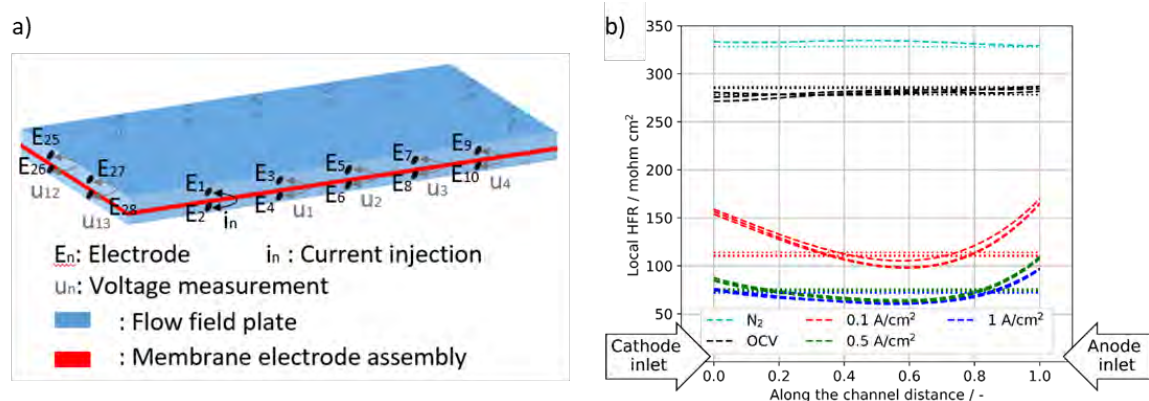 a)
E25
E26
u12
E27
E28
u13
E1
E2
in
E3
E4
u1
E5
E6
u2
E7
E8
u3
E9
E10
u4
En: Electrode
in : Current injection
un: Voltage measurement
: Flow field plate
: Membrane electrode assembly
b)
Local HFR / mohm cm²
350
300
250
200
150
100
50
N₂
OCV
0.1 A/cm²
0.5 A/cm²
1 A/cm²
Cathode
inlet
Anode
inlet
0.0 0.2 0.4 0.6 0.8 1.0
Along the channel distance / -